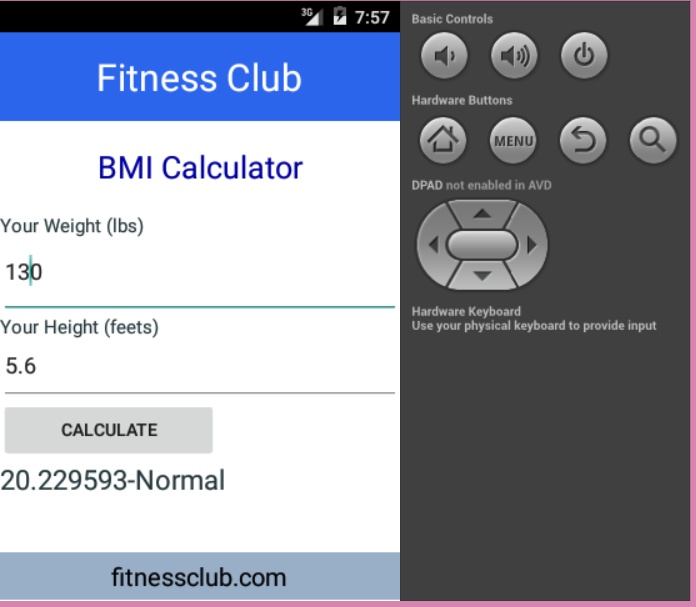 3G 7:57
Fitness Club
BMI Calculator
Your Weight (lbs)
130
Your Height (feets)
5.6
CALCULATE
20.229593-Normal
fitnessclub.com
Basic Controls
Hardware Buttons
MENU
DPAD not enabled in AVD
Hardware Keyboard
Use your physical keyboard to provide input